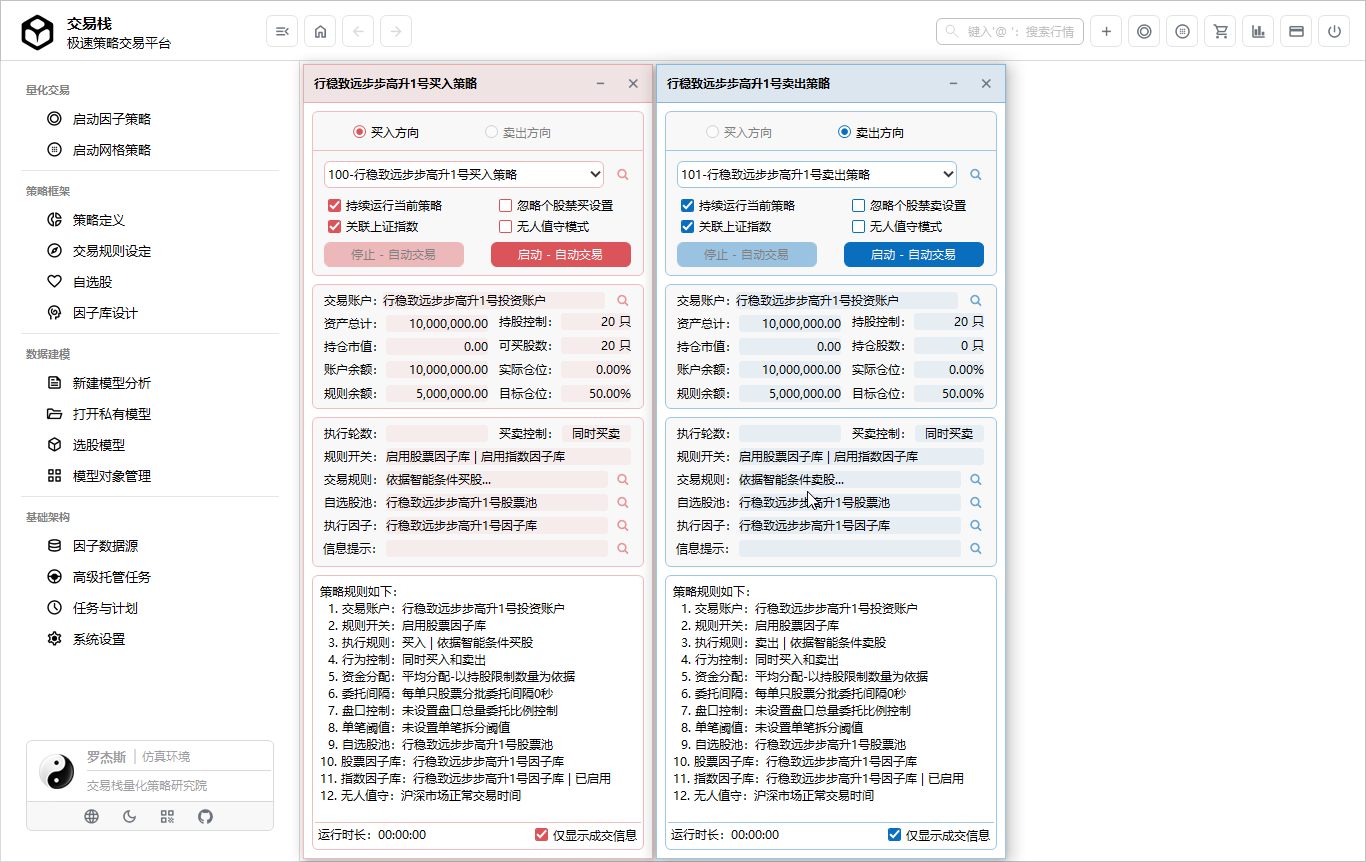 交易栈
极速策略交易平台
键入'@ '：搜索行情
量化交易
启动因子策略
启动网格策略
策略框架
策略定义
交易规则设定
自选股
因子库设计
数据建模
新建模型分析
打开私有模型
选股模型
模型对象管理
基础架构
因子数据源
高级托管任务
任务与计划
系统设置
罗杰斯 | 仿真环境
交易栈量化策略研究院
行稳致远步步高升1号买入策略
买入方向 卖出方向
100-行稳致远步步高升1号买入策略
持续运行当前策略 忽略个股禁买设置
关联上证指数 无人值守模式
停止 - 自动交易 启动 - 自动交易
交易账户：行稳致远步步高升1号投资账户
资产总计： 10,000,000.00 持股控制： 20 只
持仓市值： 0.00 可买股数： 20 只
账户余额： 10,000,000.00 实际仓位： 0.00%
规则余额： 5,000,000.00 目标仓位： 50.00%
执行轮数： 买卖控制： 同时买卖
规则开关： 启用股票因子库 | 启用指数因子库
交易规则： 依据智能条件买股...
自选股池： 行稳致远步步高升1号股票池
执行因子： 行稳致远步步高升1号因子库
信息提示：
策略规则如下：
1. 交易账户：行稳致远步步高升1号投资账户
2. 规则开关：启用股票因子库
3. 执行规则：买入 | 依据智能条件买股
4. 行为控制：同时买入和卖出
5. 资金分配：平均分配-以持股限制数量为依据
6. 委托间隔：每单只股票分批委托间隔0秒
7. 盘口控制：未设置盘口总量委托比例控制
8. 单笔阈值：未设置单笔拆分阈值
9. 自选股池：行稳致远步步高升1号股票池
10. 股票因子库：行稳致远步步高升1号因子库
11. 指数因子库：行稳致远步步高升1号因子库 | 已启用
12. 无人值守：沪深市场正常交易时间
运行时长：00:00:00 仅显示成交信息
行稳致远步步高升1号卖出策略
买入方向 卖出方向
101-行稳致远步步高升1号卖出策略
持续运行当前策略 忽略个股禁卖设置
关联上证指数 无人值守模式
停止 - 自动交易 启动 - 自动交易
交易账户：行稳致远步步高升1号投资账户
资产总计： 10,000,000.00 持股控制： 20 只
持仓市值： 0.00 持仓股数： 0 只
账户余额： 10,000,000.00 实际仓位： 0.00%
规则余额： 5,000,000.00 目标仓位： 50.00%
执行轮数： 买卖控制： 同时买卖
规则开关： 启用股票因子库 | 启用指数因子库
交易规则： 依据智能条件卖股...
自选股池： 行稳致远步步高升1号股票池
执行因子： 行稳致远步步高升1号因子库
信息提示：
策略规则如下：
1. 交易账户：行稳致远步步高升1号投资账户
2. 规则开关：启用股票因子库
3. 执行规则：卖出 | 依据智能条件卖股
4. 行为控制：同时买入和卖出
5. 资金分配：平均分配-以持股限制数量为依据
6. 委托间隔：每单只股票分批委托间隔0秒
7. 盘口控制：未设置盘口总量委托比例控制
8. 单笔阈值：未设置单笔拆分阈值
9. 自选股池：行稳致远步步高升1号股票池
10. 股票因子库：行稳致远步步高升1号因子库
11. 指数因子库：行稳致远步步高升1号因子库 | 已启用
12. 无人值守：沪深市场正常交易时间
运行时长：00:00:00 仅显示成交信息